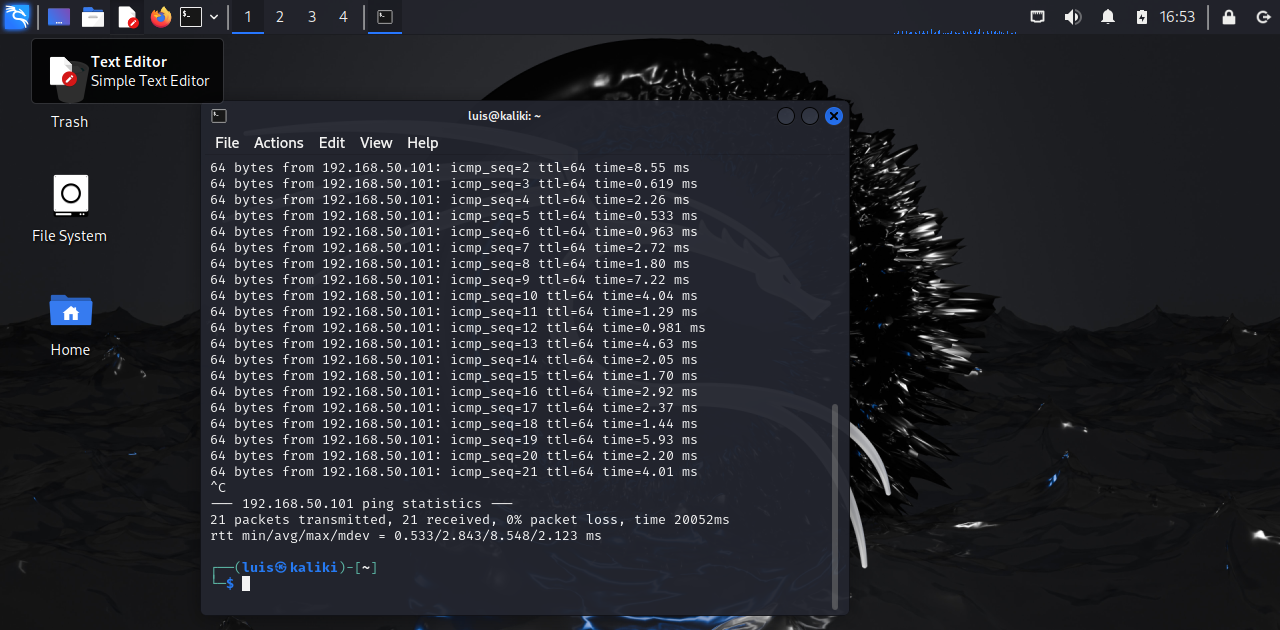 1 2 3 4
16:53
Text Editor
Simple Text Editor
Trash
File System
Home
luis@kaliki: ~
File Actions Edit View Help
64 bytes from 192.168.50.101: icmp_seq=2 ttl=64 time=8.55 ms
64 bytes from 192.168.50.101: icmp_seq=3 ttl=64 time=0.619 ms
64 bytes from 192.168.50.101: icmp_seq=4 ttl=64 time=2.26 ms
64 bytes from 192.168.50.101: icmp_seq=5 ttl=64 time=0.533 ms
64 bytes from 192.168.50.101: icmp_seq=6 ttl=64 time=0.963 ms
64 bytes from 192.168.50.101: icmp_seq=7 ttl=64 time=2.72 ms
64 bytes from 192.168.50.101: icmp_seq=8 ttl=64 time=1.80 ms
64 bytes from 192.168.50.101: icmp_seq=9 ttl=64 time=7.22 ms
64 bytes from 192.168.50.101: icmp_seq=10 ttl=64 time=4.04 ms
64 bytes from 192.168.50.101: icmp_seq=11 ttl=64 time=1.29 ms
64 bytes from 192.168.50.101: icmp_seq=12 ttl=64 time=0.981 ms
64 bytes from 192.168.50.101: icmp_seq=13 ttl=64 time=4.63 ms
64 bytes from 192.168.50.101: icmp_seq=14 ttl=64 time=2.05 ms
64 bytes from 192.168.50.101: icmp_seq=15 ttl=64 time=1.70 ms
64 bytes from 192.168.50.101: icmp_seq=16 ttl=64 time=2.92 ms
64 bytes from 192.168.50.101: icmp_seq=17 ttl=64 time=2.37 ms
64 bytes from 192.168.50.101: icmp_seq=18 ttl=64 time=1.44 ms
64 bytes from 192.168.50.101: icmp_seq=19 ttl=64 time=5.93 ms
64 bytes from 192.168.50.101: icmp_seq=20 ttl=64 time=2.20 ms
64 bytes from 192.168.50.101: icmp_seq=21 ttl=64 time=4.01 ms
^C
--- 192.168.50.101 ping statistics ---
21 packets transmitted, 21 received, 0% packet loss, time 20052ms
rtt min/avg/max/mdev = 0.533/2.843/8.548/2.123 ms
┌──(luis㉿kaliki)-[~]
└─$